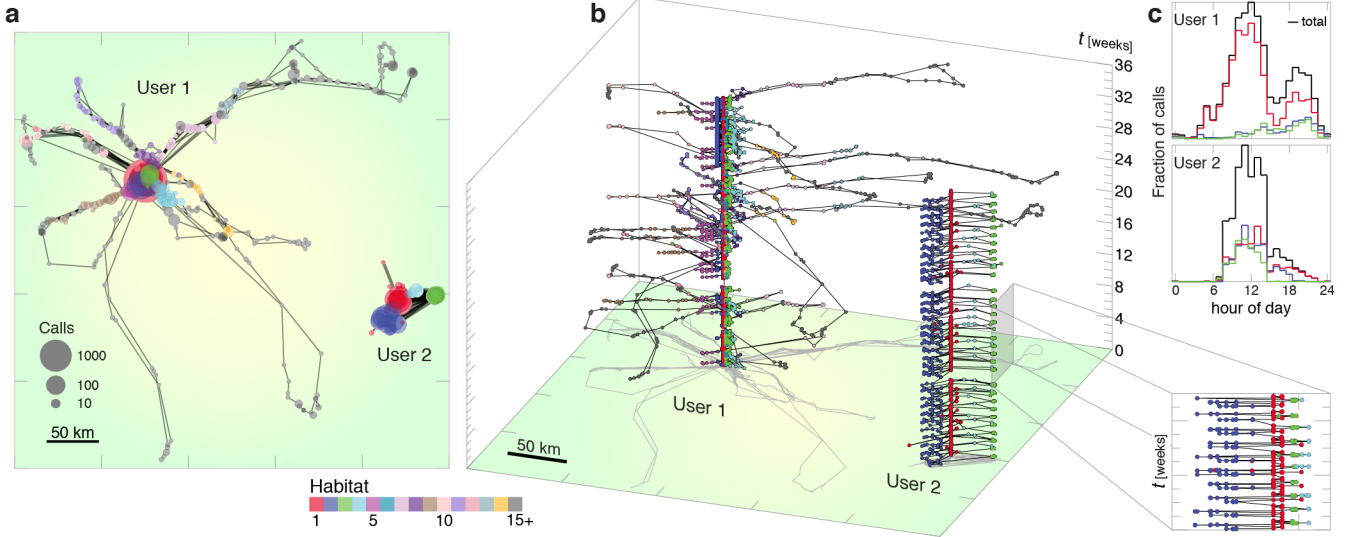 a
User 1
User 2
Calls
1000
100
10
50 km
Habitat
1
5
10
15+
b
t [weeks]
36
32
28
24
20
16
12
8
4
0
User 1
50 km
User 2
c
User 1
total
User 2
Fraction of calls
0
6
12
18
24
hour of day
t [weeks]